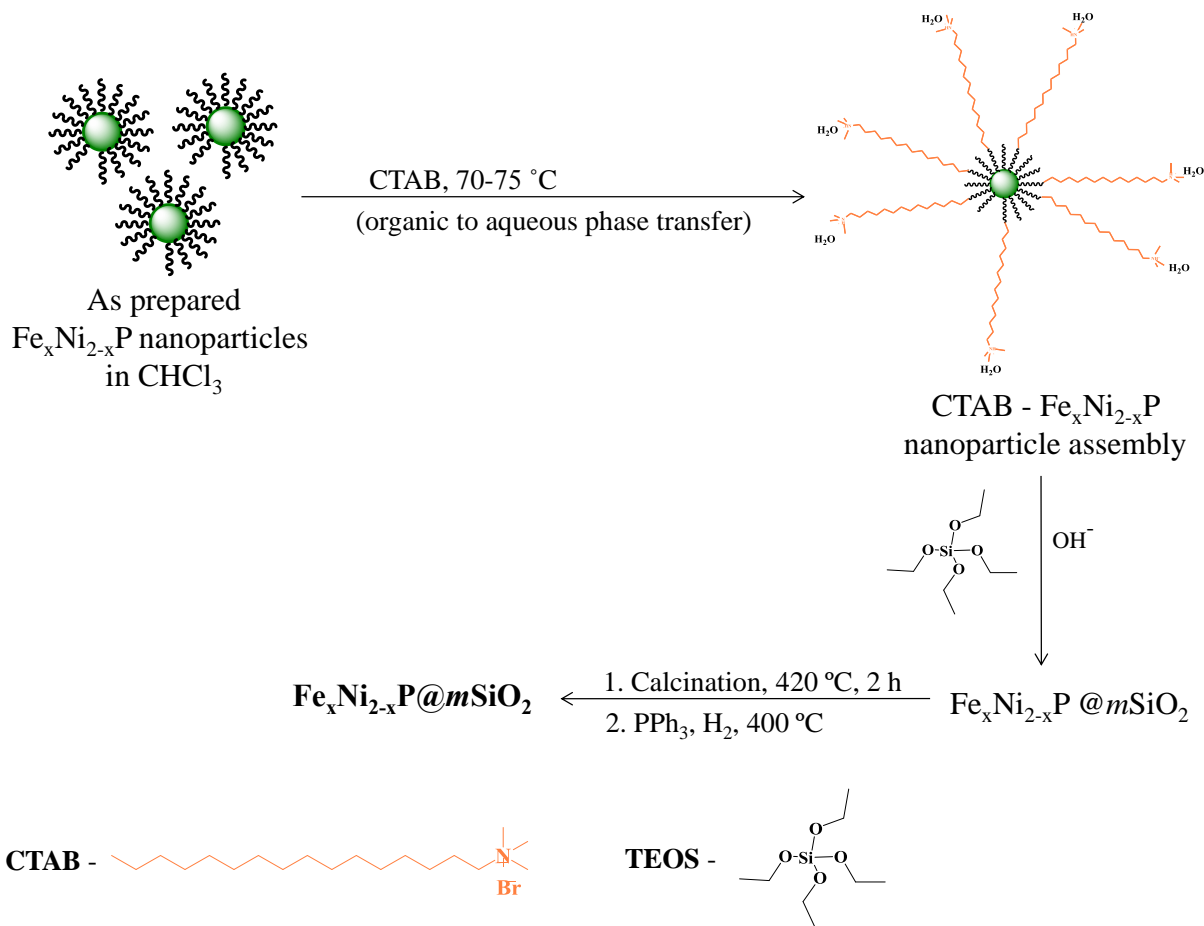 H₂O
H₂O
H₂O
H₂O
H₂O
H₂O
H₂O
CTAB, 70-75 ˚C
(organic to aqueous phase transfer)
As prepared
FeₓNi₂₋ₓP nanoparticles
in CHCl₃
CTAB - FeₓNi₂₋ₓP
nanoparticle assembly
O
O-Si-O
O
OH⁻
FeₓNi₂₋ₓP@mSiO₂
1. Calcination, 420 ºC, 2 h
2. PPh₃, H₂, 400 ºC
FeₓNi₂₋ₓP @mSiO₂
CTAB -
N
+
Br⁻
TEOS -
O
O-Si-O
O